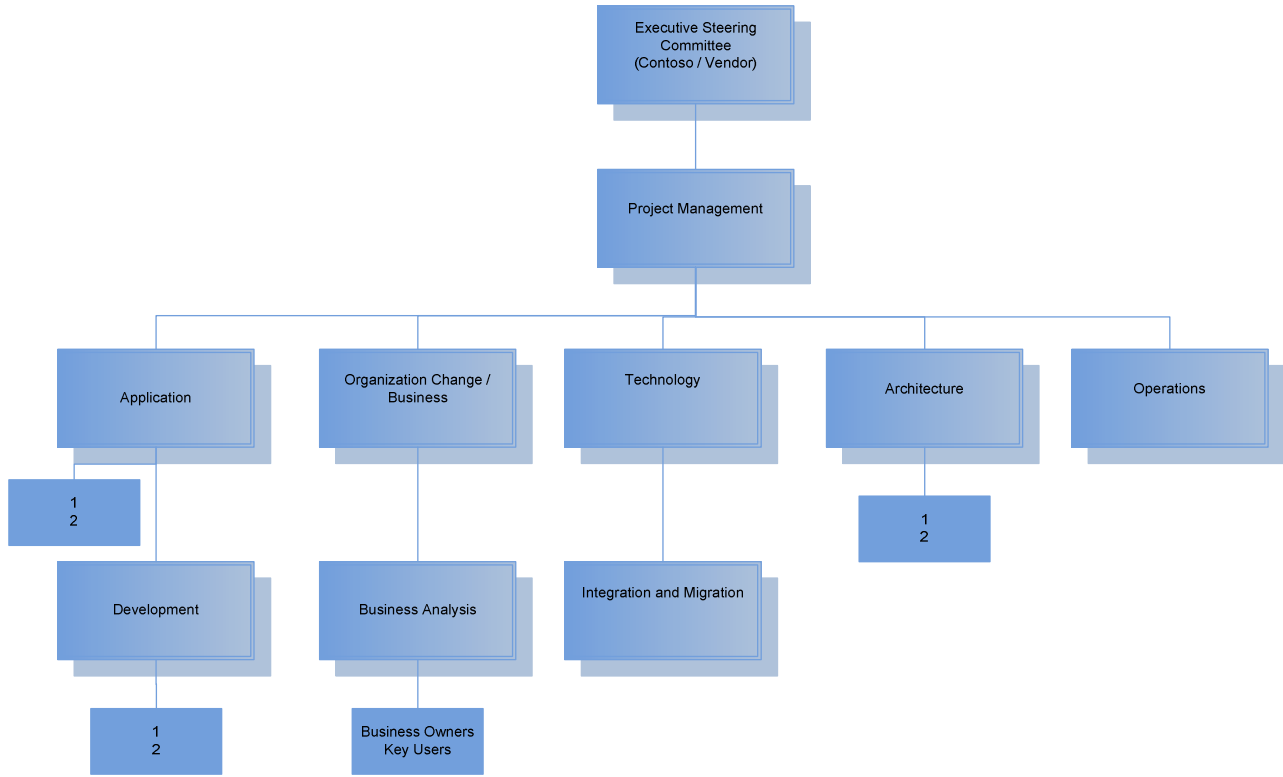 Executive Steering
Committee
(Contoso / Vendor)
Project Management
Application
Organization Change /
Business
Technology
Architecture
Operations
1
2
1
2
Development
Business Analysis
Integration and Migration
1
2
Business Owners
Key Users